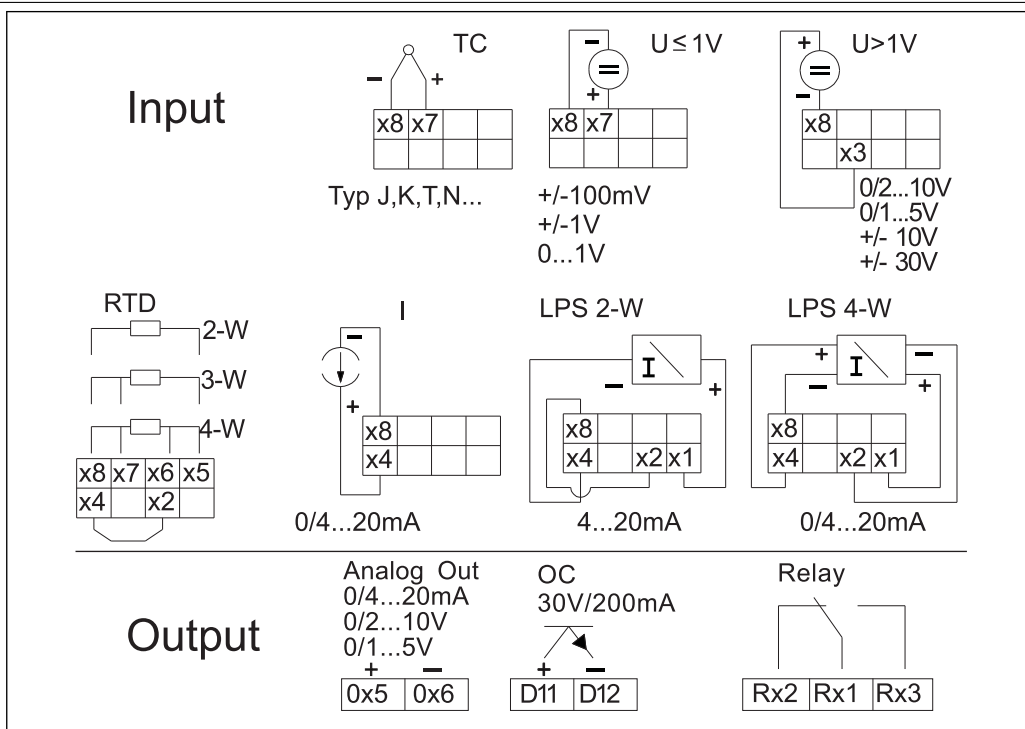 Input
TC
− +
x8 x7
Typ J,K,T,N...
U≤1V
−
+
x8 x7
+/-100mV
+/-1V
0...1V
U>1V
+
−
x8
x3
0/2...10V
0/1...5V
+/- 10V
+/- 30V
RTD
2-W
3-W
4-W
x8 x7 x6 x5
x4 x2
I
−
+
x8
x4
0/4...20mA
LPS 2-W
I
− +
x8
x4 x2 x1
4...20mA
LPS 4-W
+ I −
− +
x8
x4 x2 x1
0/4...20mA
Output
Analog Out
0/4...20mA
0/2...10V
0/1...5V
+ −
0x5 0x6
OC
30V/200mA
+ −
D11 D12
Relay
Rx2 Rx1 Rx3